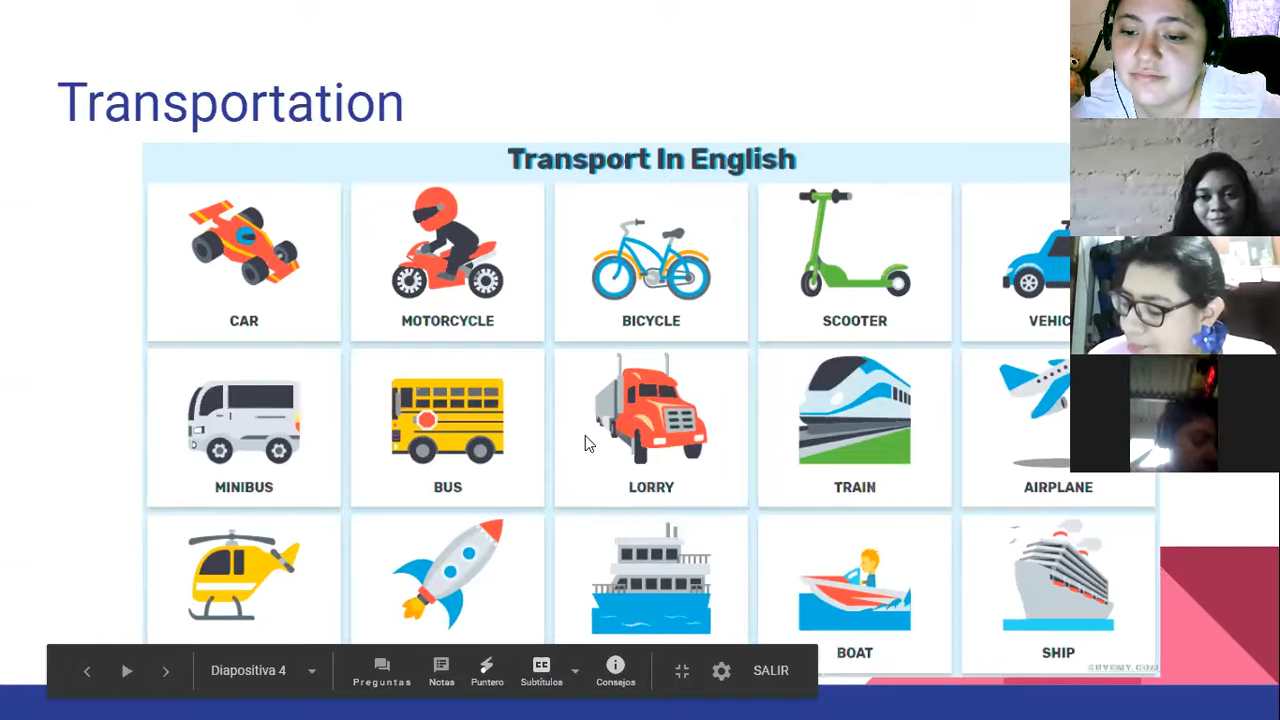 Transportation
Transport In English
CAR MOTORCYCLE BICYCLE SCOOTER VEHIC
MINIBUS BUS LORRY TRAIN AIRPLANE
BOAT SHIP
Diapositiva 4
Preguntas Notas Puntero Subtítulos Consejos
SALIR